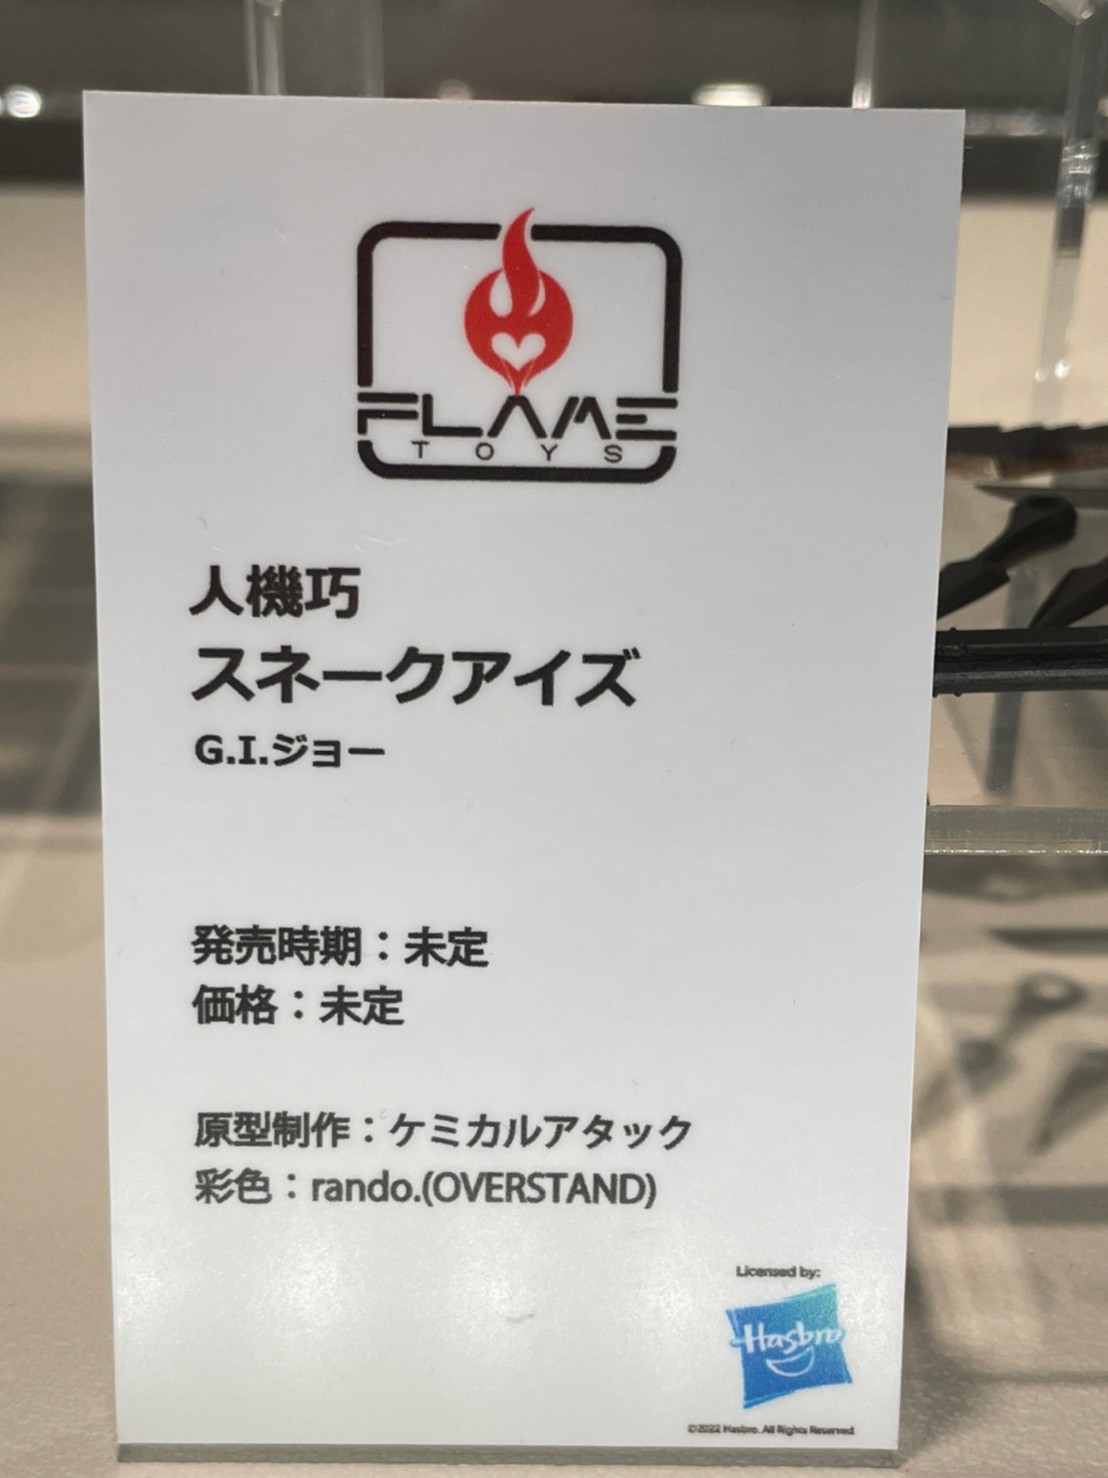 FLAME
TOYS
人機巧
スネークアイズ
G.I.ジョー
発売時期：未定
価格：未定
原型制作：ケミカルアタック
彩色：rando.(OVERSTAND)
Licensed by:
Hasbro
©2022 Hasbro. All Rights Reserved.